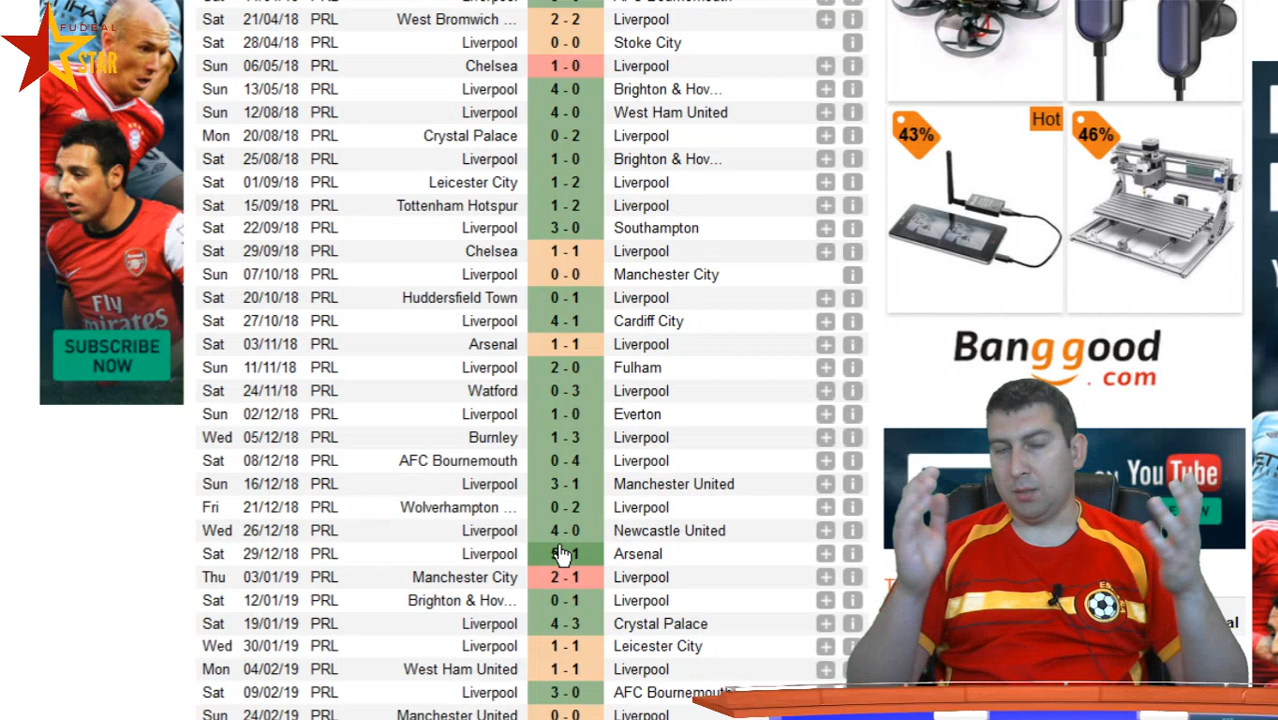 FUDBAL
STAR
Sat 21/04/18 PRL West Bromwich ... 2 - 2 Liverpool
Sat 28/04/18 PRL Liverpool 0 - 0 Stoke City
Sun 06/05/18 PRL Chelsea 1 - 0 Liverpool
Sun 13/05/18 PRL Liverpool 4 - 0 Brighton & Hov...
Sun 12/08/18 PRL Liverpool 4 - 0 West Ham United
Mon 20/08/18 PRL Crystal Palace 0 - 2 Liverpool
Sat 25/08/18 PRL Liverpool 1 - 0 Brighton & Hov...
Sat 01/09/18 PRL Leicester City 1 - 2 Liverpool
Sat 15/09/18 PRL Tottenham Hotspur 1 - 2 Liverpool
Sat 22/09/18 PRL Liverpool 3 - 0 Southampton
Sat 29/09/18 PRL Chelsea 1 - 1 Liverpool
Sun 07/10/18 PRL Liverpool 0 - 0 Manchester City
Sat 20/10/18 PRL Huddersfield Town 0 - 1 Liverpool
Sat 27/10/18 PRL Liverpool 4 - 1 Cardiff City
Sat 03/11/18 PRL Arsenal 1 - 1 Liverpool
Sun 11/11/18 PRL Liverpool 2 - 0 Fulham
Sat 24/11/18 PRL Watford 0 - 3 Liverpool
Sun 02/12/18 PRL Liverpool 1 - 0 Everton
Wed 05/12/18 PRL Burnley 1 - 3 Liverpool
Sat 08/12/18 PRL AFC Bournemouth 0 - 4 Liverpool
Sun 16/12/18 PRL Liverpool 3 - 1 Manchester United
Fri 21/12/18 PRL Wolverhampton ... 0 - 2 Liverpool
Wed 26/12/18 PRL Liverpool 4 - 0 Newcastle United
Sat 29/12/18 PRL Liverpool 1 Arsenal
Thu 03/01/19 PRL Manchester City 2 - 1 Liverpool
Sat 12/01/19 PRL Brighton & Hov... 0 - 1 Liverpool
Sat 19/01/19 PRL Liverpool 4 - 3 Crystal Palace
Wed 30/01/19 PRL Liverpool 1 - 1 Leicester City
Mon 04/02/19 PRL West Ham United 1 - 1 Liverpool
Sat 09/02/19 PRL Liverpool 3 - 0 AFC Bournemouth
Sun 24/02/19 PRL Manchester United 0 - 0 Liverpool
Fly
Emirates
SUBSCRIBE
NOW
43%
Hot
46%
Banggood
.com
ON YouTube